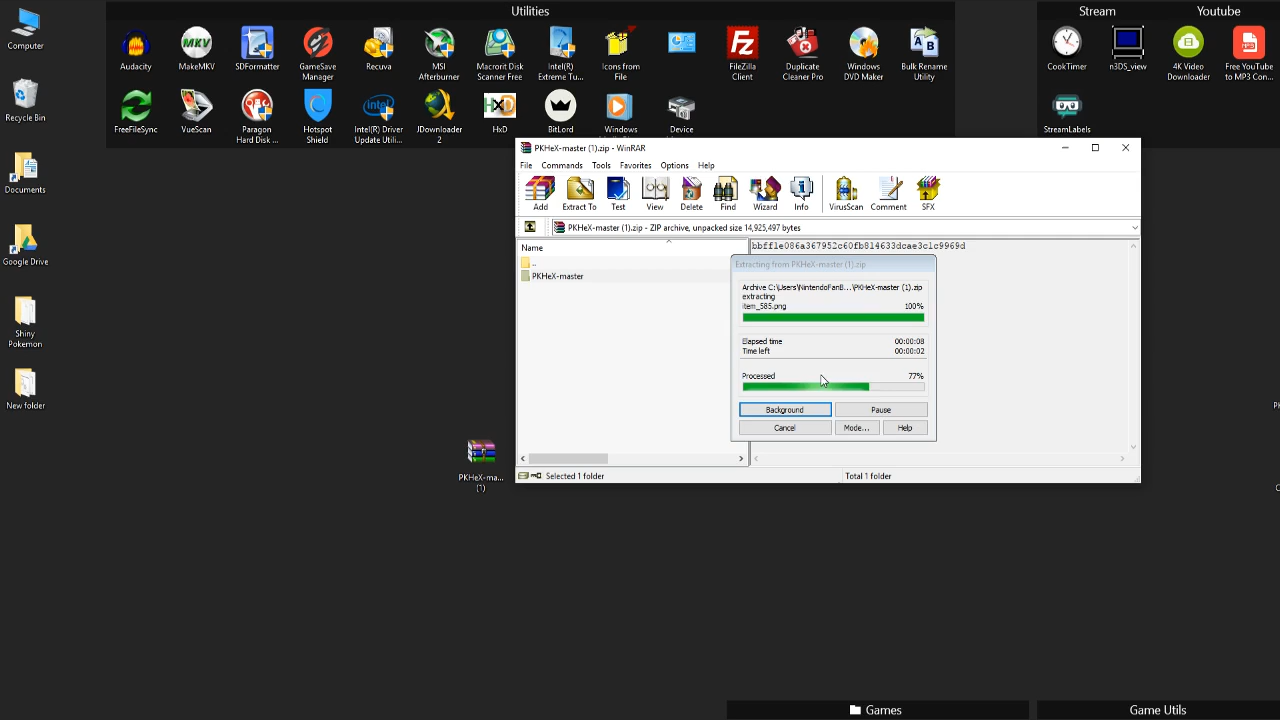 Utilities
Stream
Youtube
Computer
Audacity
MakeMKV
SDFormatter
GameSave
Manager
Recuva
MSI
Afterburner
Macrorit Disk
Scanner Free
Intel(R)
Extreme Tu...
Icons from
File
FileZilla
Client
Duplicate
Cleaner Pro
Windows
DVD Maker
Bulk Rename
Utility
CookTimer
n3DS_view
4K Video
Downloader
Free YouTube
to MP3 Con...
Recycle Bin
FreeFileSync
VueScan
Paragon
Hard Disk ...
Hotspot
Shield
Intel(R) Driver
Update Utili...
JDownloader
2
HxD
BitLord
Windows
Device
StreamLabels
Documents
Google Drive
Shiny
Pokemon
New folder
PKHeX-ma...
(1)
PKHeX-master (1).zip - WinRAR
File Commands Tools Favorites Options Help
Add Extract To Test View Delete Find Wizard Info VirusScan Comment SFX
PKHeX-master (1).zip - ZIP archive, unpacked size 14,925,497 bytes
Name
bbff1e086a367952c60fb814633dcae3c1c9969d
..
PKHeX-master
Extracting from PKHeX-master (1).zip
Archive C:\Users\NintendoFanB...\PKHeX-master (1).zip
extracting
item_585.png 100%
Elapsed time 00:00:08
Time left 00:00:02
Processed 77%
Background Pause
Cancel Mode... Help
Selected 1 folder
Total 1 folder
Games
Game Utils